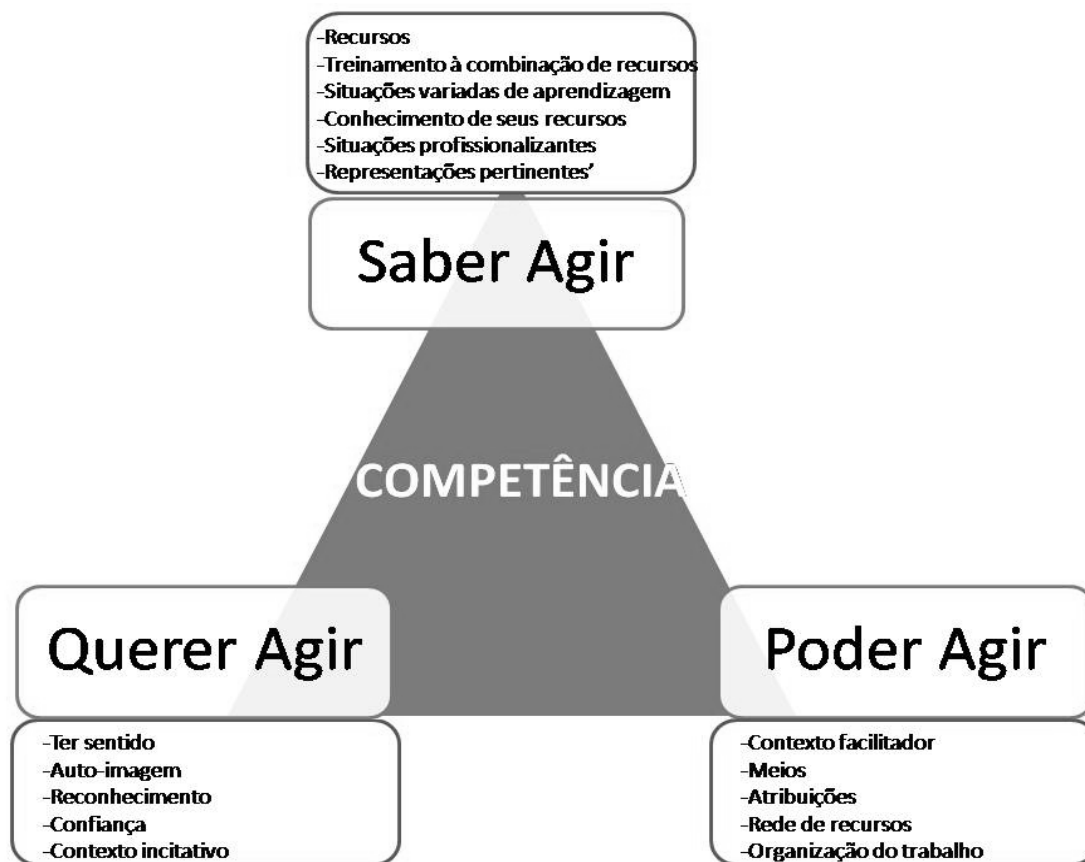 -Recursos
-Treinamento à combinação de recursos
-Situações variadas de aprendizagem
-Conhecimento de seus recursos
-Situações profissionalizantes
-Representações pertinentes’
Saber Agir
COMPETÊNCIA
Querer Agir
-Ter sentido
-Auto-imagem
-Reconhecimento
-Confiança
-Contexto incitativo
Poder Agir
-Contexto facilitador
-Meios
-Atribuições
-Rede de recursos
-Organização do trabalho